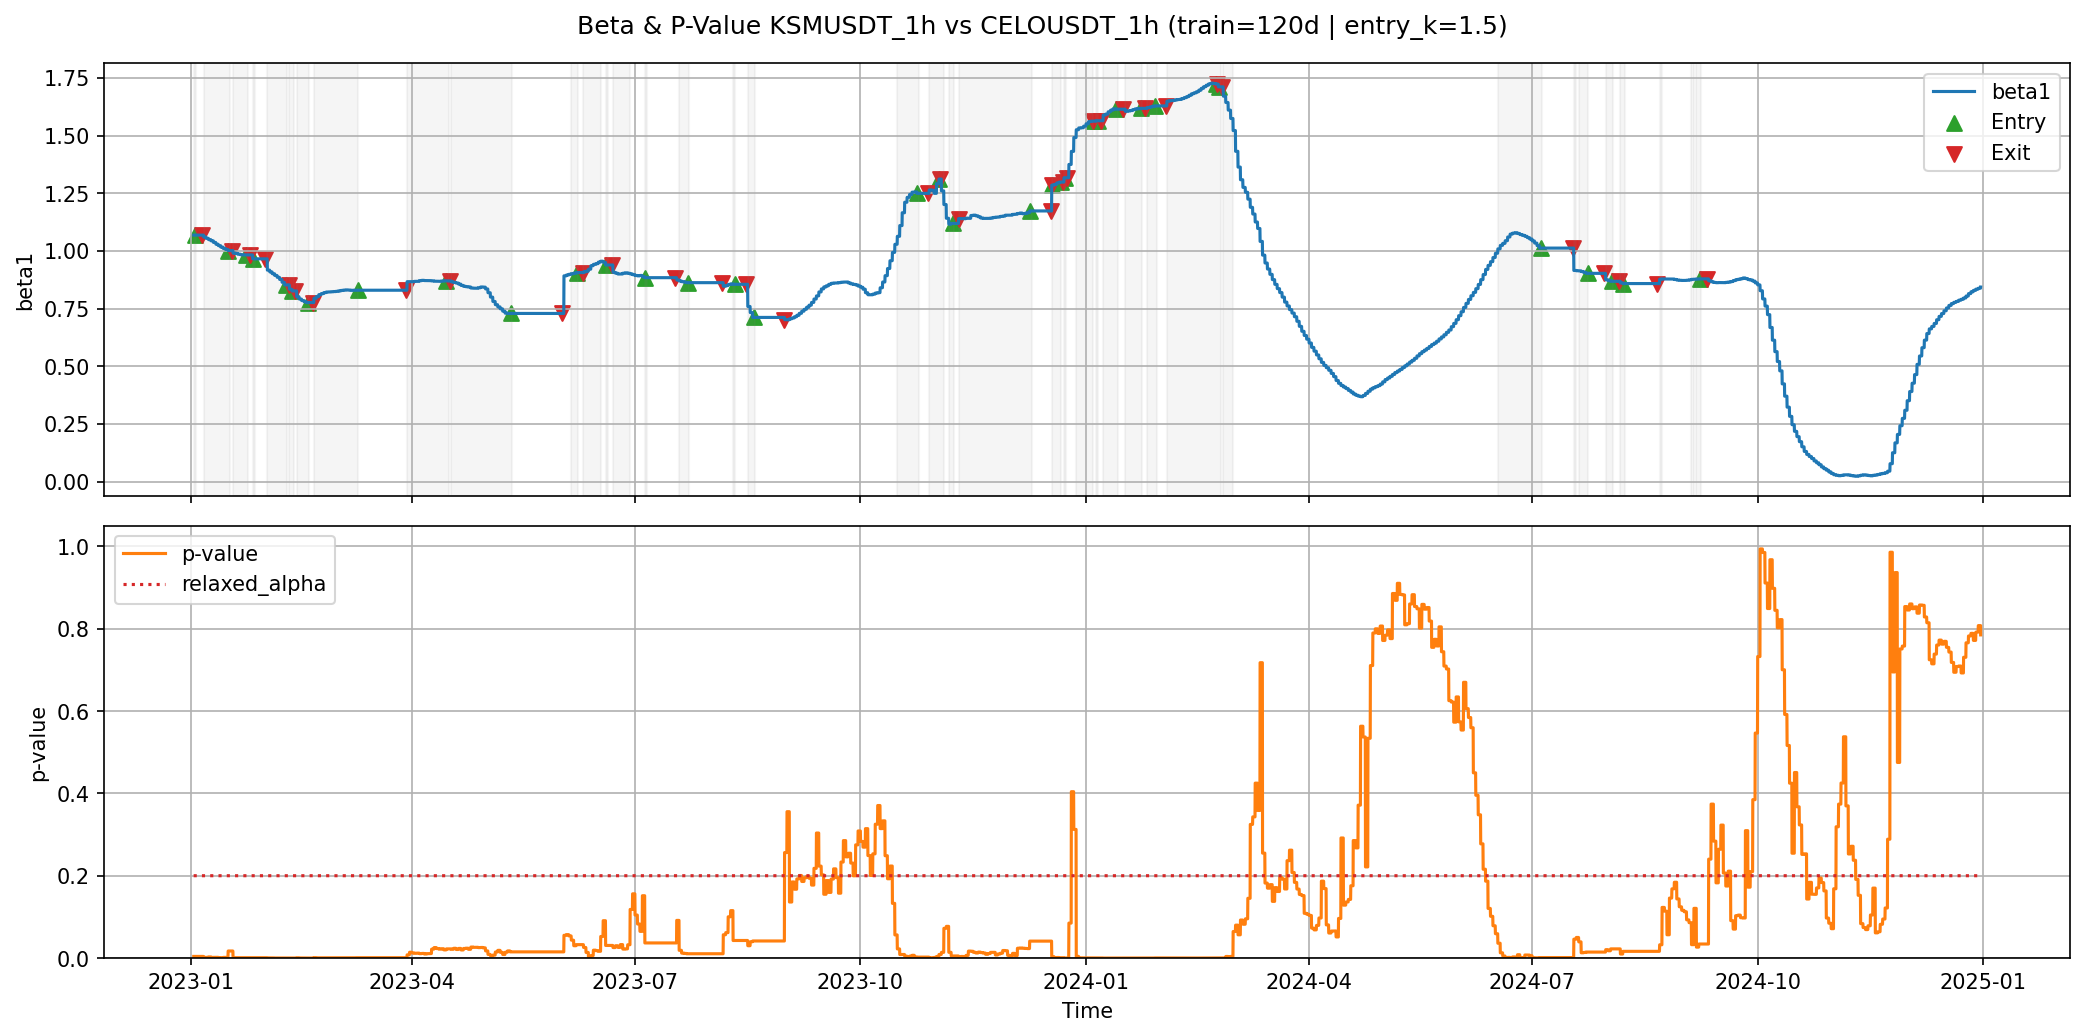 Beta & P-Value KSMUSDT_1h vs CELOUSDT_1h (train=120d | entry_k=1.5)
beta1
1.75
1.50
1.25
1.00
0.75
0.50
0.25
0.00
beta1
Entry
Exit
p-value
1.0
0.8
0.6
0.4
0.2
0.0
p-value
relaxed_alpha
2023-01
2023-04
2023-07
2023-10
2024-01
2024-04
2024-07
2024-10
2025-01
Time